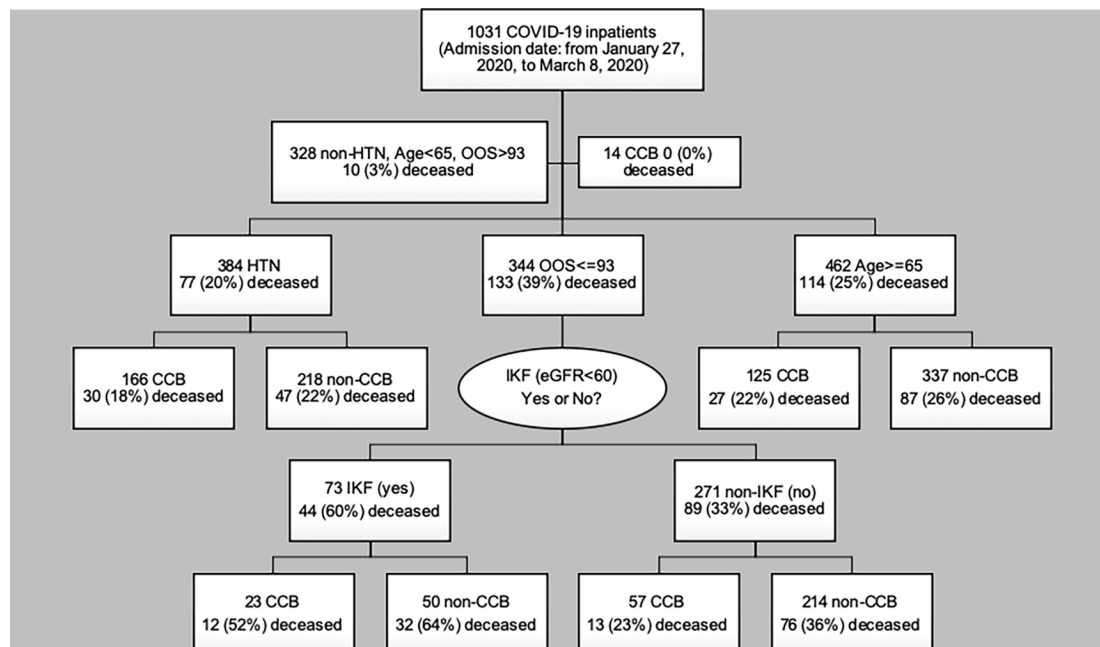 1031 COVID-19 inpatients
(Admission date: from January 27,
2020, to March 8, 2020)
328 non-HTN, Age<65, OOS>93
10 (3%) deceased
14 CCB 0 (0%)
deceased
384 HTN
77 (20%) deceased
344 OOS<=93
133 (39%) deceased
462 Age>=65
114 (25%) deceased
166 CCB
30 (18%) deceased
218 non-CCB
47 (22%) deceased
IKF (eGFR<60)
Yes or No?
125 CCB
27 (22%) deceased
337 non-CCB
87 (26%) deceased
73 IKF (yes)
44 (60%) deceased
271 non-IKF (no)
89 (33%) deceased
23 CCB
12 (52%) deceased
50 non-CCB
32 (64%) deceased
57 CCB
13 (23%) deceased
214 non-CCB
76 (36%) deceased